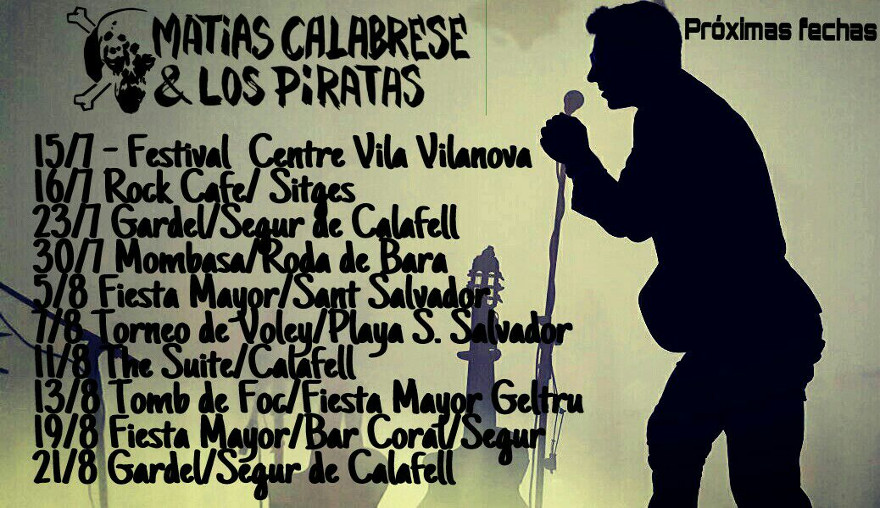 MATIAS CALABRESE
& LOS PIRATAS
Próximas fechas
15/7 - Festival Centre Vila Vilanova
16/7 Rock Cafe/ Sitges
23/7 Gardel/Segur de Calafell
30/7 Mombasa/Roda de Bara
5/8 Fiesta Mayor/Sant Salvador
7/8 Torneo de Voley/Playa S. Salvador
11/8 The Suite/Calafell
13/8 Tomb de Foc/Fiesta Mayor Geltru
19/8 Fiesta Mayor/Bar Coral/Segur
21/8 Gardel/Segur de Calafell